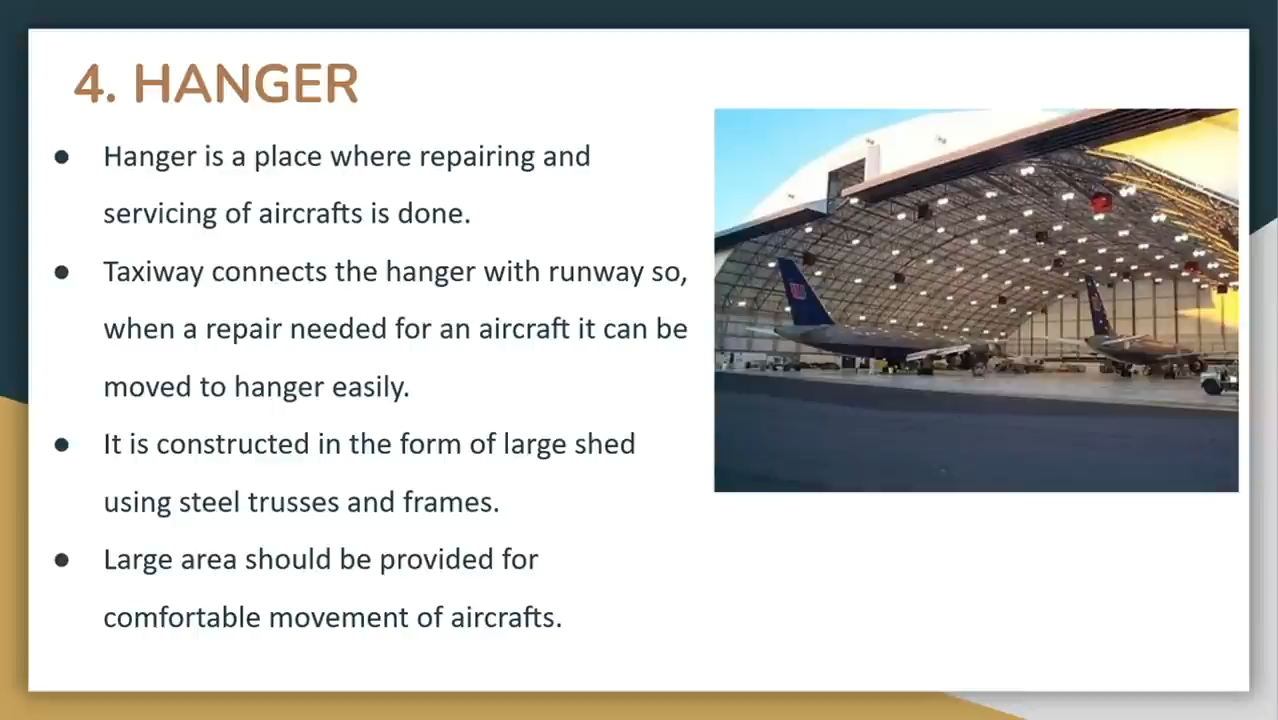 4. HANGER
● Hanger is a place where repairing and
servicing of aircrafts is done.
● Taxiway connects the hanger with runway so,
when a repair needed for an aircraft it can be
moved to hanger easily.
● It is constructed in the form of large shed
using steel trusses and frames.
● Large area should be provided for
comfortable movement of aircrafts.